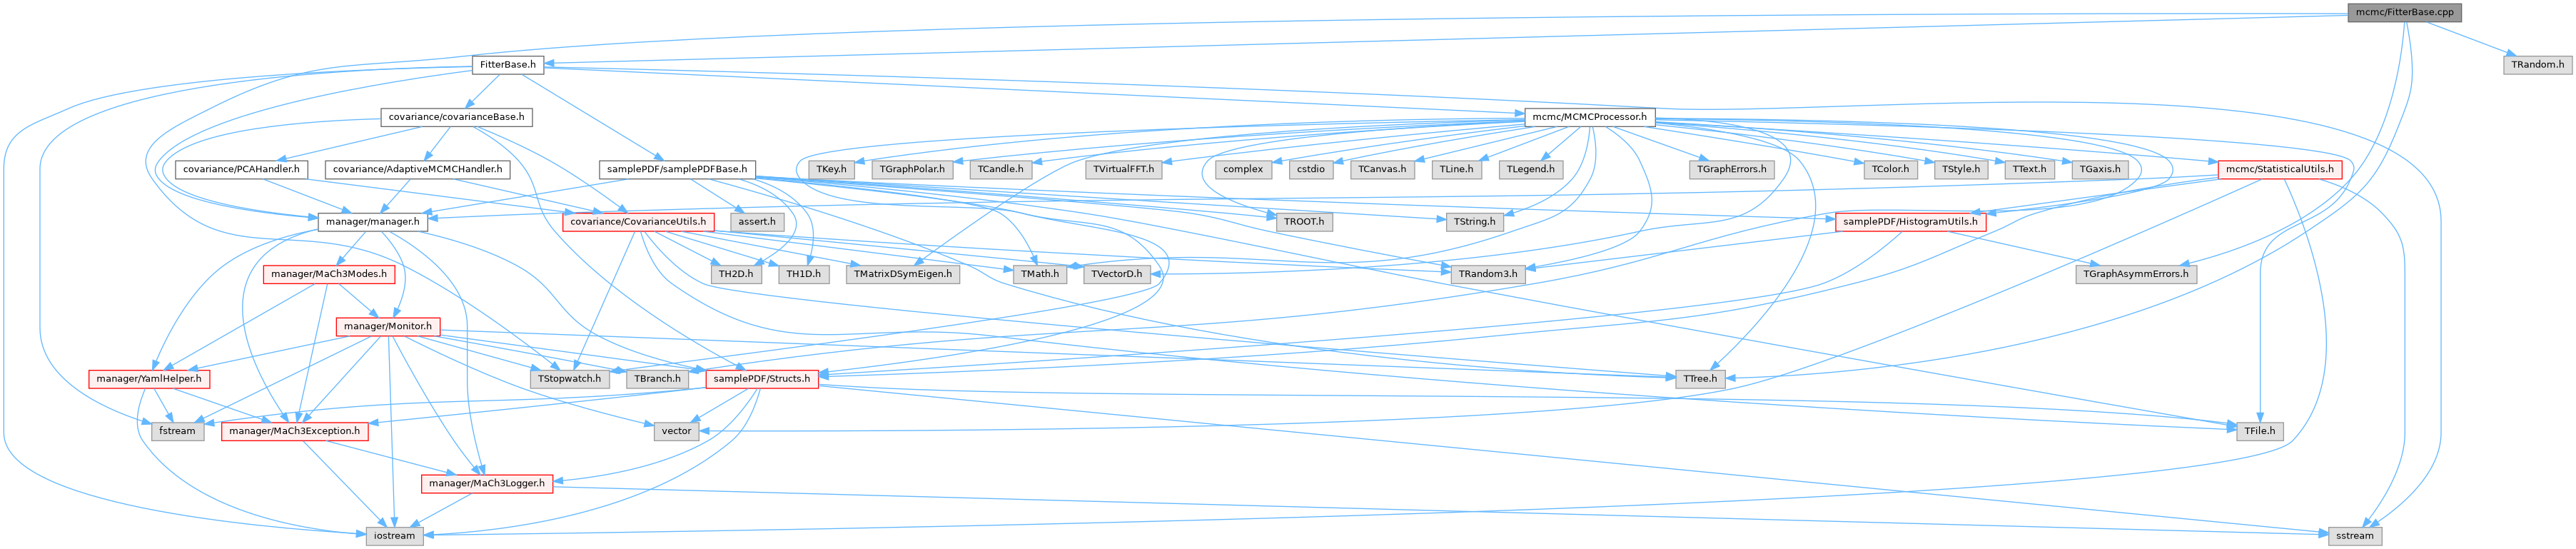 mcmc/FitterBase.cpp
FitterBase.h
TRandom.h
covariance/covarianceBase.h
mcmc/MCMCProcessor.h
covariance/PCAHandler.h
covariance/AdaptiveMCMCHandler.h
samplePDF/samplePDFBase.h
TKey.h
TGraphPolar.h
TCandle.h
TVirtualFFT.h
complex
cstdio
TCanvas.h
TLine.h
TLegend.h
TGraphErrors.h
TColor.h
TStyle.h
TText.h
TGaxis.h
mcmc/StatisticalUtils.h
manager/manager.h
covariance/CovarianceUtils.h
assert.h
TROOT.h
TString.h
samplePDF/HistogramUtils.h
manager/MaCh3Modes.h
TH2D.h
TH1D.h
TMatrixDSymEigen.h
TMath.h
TVectorD.h
TRandom3.h
TGraphAsymmErrors.h
manager/Monitor.h
manager/YamlHelper.h
TStopwatch.h
TBranch.h
samplePDF/Structs.h
TTree.h
fstream
manager/MaCh3Exception.h
vector
TFile.h
manager/MaCh3Logger.h
iostream
sstream